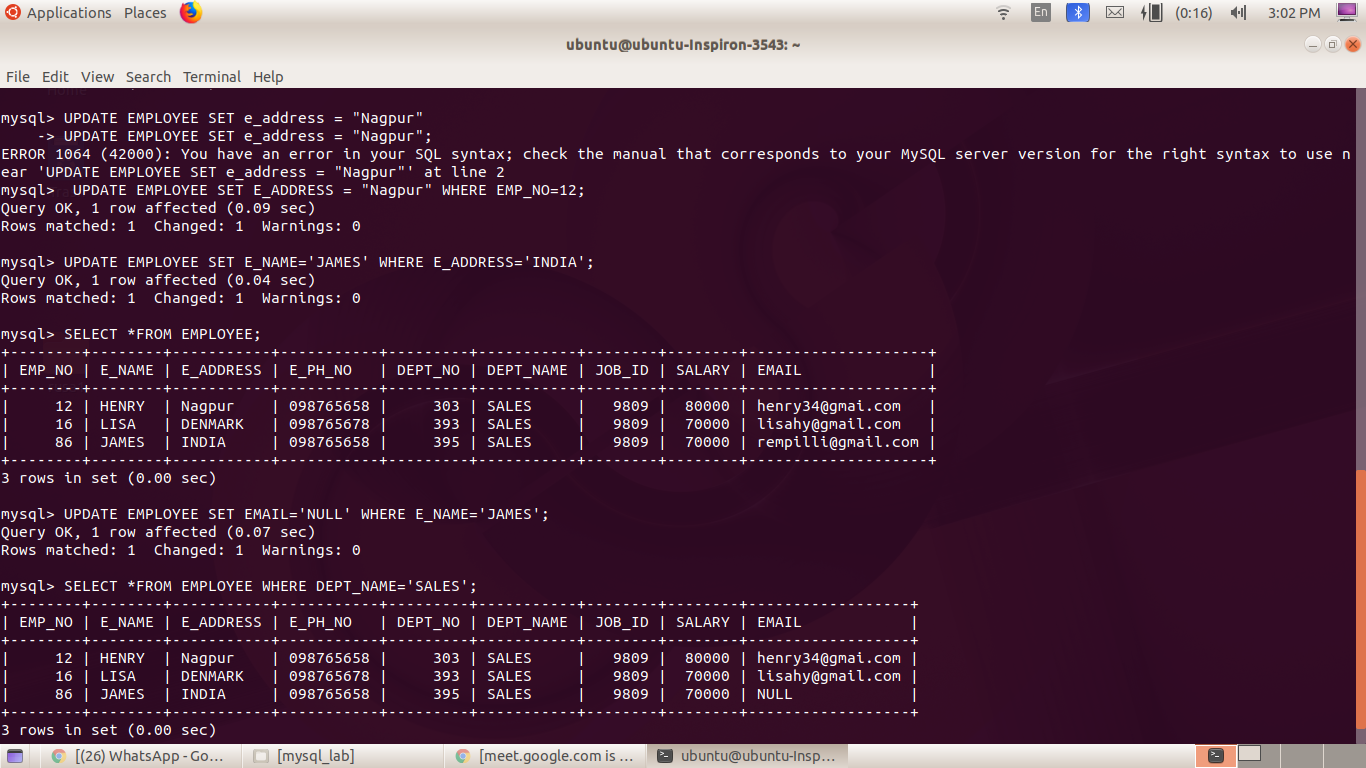 Applications Places En (0:16) 3:02 PM
ubuntu@ubuntu-Inspiron-3543: ~
File Edit View Search Terminal Help
mysql> UPDATE EMPLOYEE SET e_address = "Nagpur"
    -> UPDATE EMPLOYEE SET e_address = "Nagpur";
ERROR 1064 (42000): You have an error in your SQL syntax; check the manual that corresponds to your MySQL server version for the right syntax to use n
ear 'UPDATE EMPLOYEE SET e_address = "Nagpur"' at line 2
mysql>  UPDATE EMPLOYEE SET E_ADDRESS = "Nagpur" WHERE EMP_NO=12;
Query OK, 1 row affected (0.09 sec)
Rows matched: 1  Changed: 1  Warnings: 0

mysql> UPDATE EMPLOYEE SET E_NAME='JAMES' WHERE E_ADDRESS='INDIA';
Query OK, 1 row affected (0.04 sec)
Rows matched: 1  Changed: 1  Warnings: 0

mysql> SELECT *FROM EMPLOYEE;
+--------+--------+-----------+-----------+---------+-----------+--------+--------+--------------------+
| EMP_NO | E_NAME | E_ADDRESS | E_PH_NO   | DEPT_NO | DEPT_NAME | JOB_ID | SALARY | EMAIL              |
+--------+--------+-----------+-----------+---------+-----------+--------+--------+--------------------+
|     12 | HENRY  | Nagpur    | 098765658 |     303 | SALES     |   9809 |  80000 | henry34@gmai.com   |
|     16 | LISA   | DENMARK   | 098765678 |     393 | SALES     |   9809 |  70000 | lisahy@gmail.com   |
|     86 | JAMES  | INDIA     | 098765658 |     395 | SALES     |   9809 |  70000 | rempilli@gmail.com |
+--------+--------+-----------+-----------+---------+-----------+--------+--------+--------------------+
3 rows in set (0.00 sec)

mysql> UPDATE EMPLOYEE SET EMAIL='NULL' WHERE E_NAME='JAMES';
Query OK, 1 row affected (0.07 sec)
Rows matched: 1  Changed: 1  Warnings: 0

mysql> SELECT *FROM EMPLOYEE WHERE DEPT_NAME='SALES';
+--------+--------+-----------+-----------+---------+-----------+--------+--------+------------------+
| EMP_NO | E_NAME | E_ADDRESS | E_PH_NO   | DEPT_NO | DEPT_NAME | JOB_ID | SALARY | EMAIL            |
+--------+--------+-----------+-----------+---------+-----------+--------+--------+------------------+
|     12 | HENRY  | Nagpur    | 098765658 |     303 | SALES     |   9809 |  80000 | henry34@gmai.com |
|     16 | LISA   | DENMARK   | 098765678 |     393 | SALES     |   9809 |  70000 | lisahy@gmail.com |
|     86 | JAMES  | INDIA     | 098765658 |     395 | SALES     |   9809 |  70000 | NULL             |
+--------+--------+-----------+-----------+---------+-----------+--------+--------+------------------+
3 rows in set (0.00 sec)
[(26) WhatsApp - Go... [mysql_lab] [meet.google.com is ... ubuntu@ubuntu-Insp...